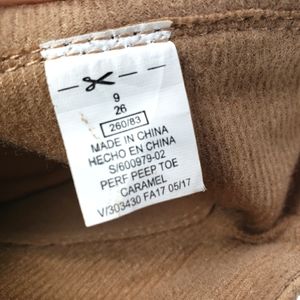 9
26
260/83
MADE IN CHINA
HECHO EN CHINA
S/600979-02
PERF PEEP TOE
CARAMEL
V/303430 FA17 05/17